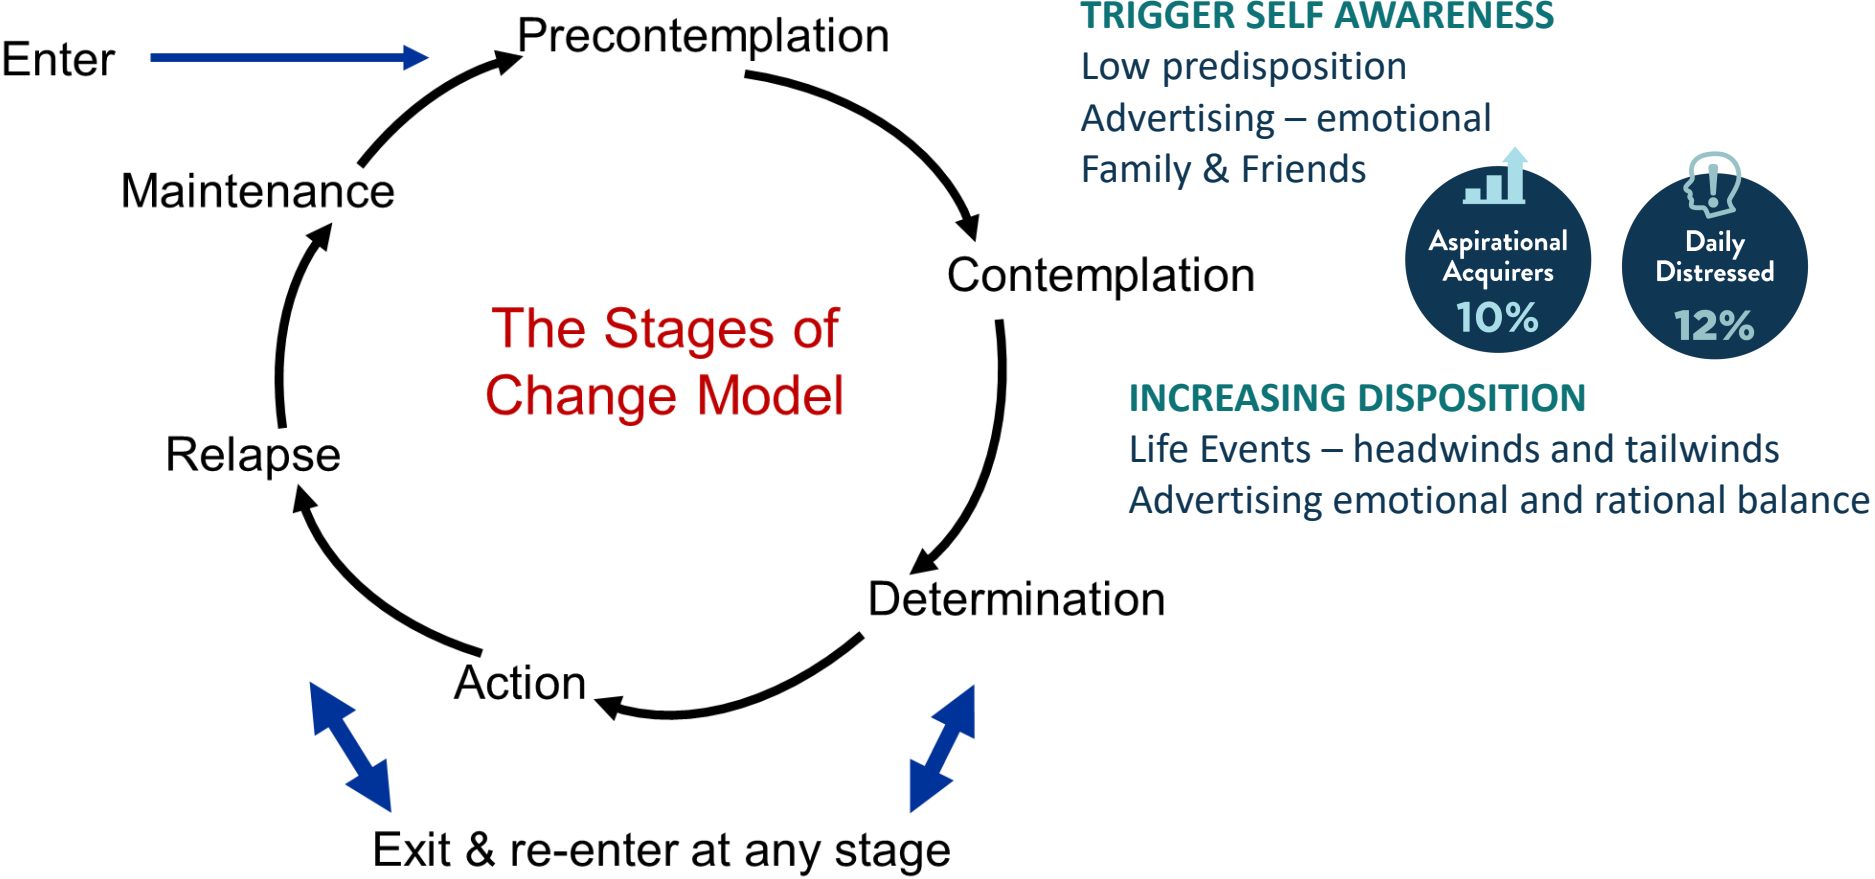 Enter
Precontemplation
Maintenance
Contemplation
The Stages of
Change Model
Relapse
Determination
Action
Exit & re-enter at any stage
TRIGGER SELF AWARENESS
Low predisposition
Advertising – emotional
Family & Friends
Aspirational
Acquirers
10%
Daily
Distressed
12%
INCREASING DISPOSITION
Life Events – headwinds and tailwinds
Advertising emotional and rational balance